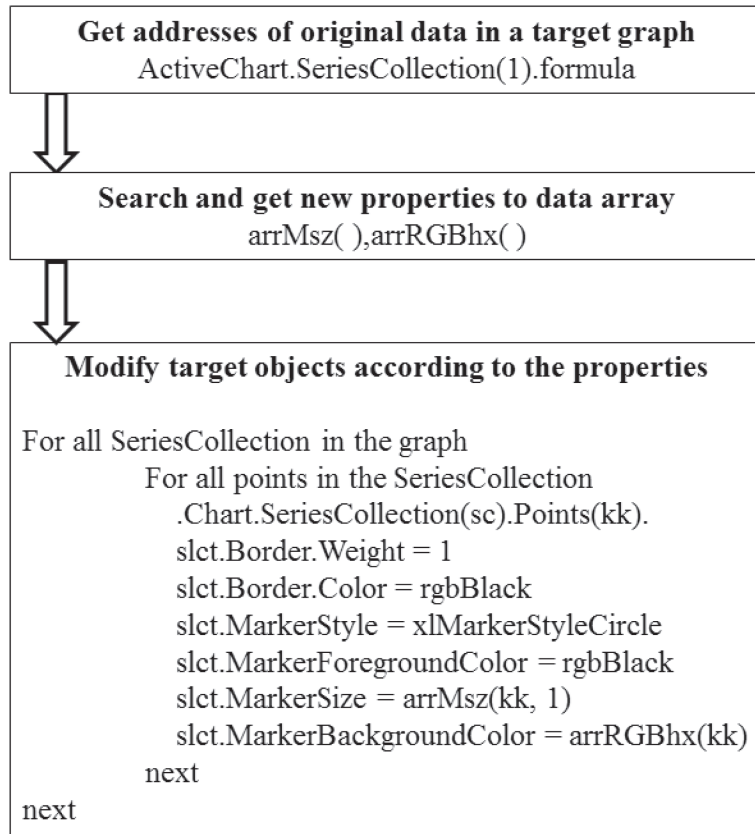 Get addresses of original data in a target graph
ActiveChart.SeriesCollection(1).formula
Search and get new properties to data array
arrMsz( ),arrRGBhx( )
Modify target objects according to the properties
For all SeriesCollection in the graph
For all points in the SeriesCollection
.Chart.SeriesCollection(sc).Points(kk).
slct.Border.Weight = 1
slct.Border.Color = rgbBlack
slct.MarkerStyle = xlMarkerStyleCircle
slct.MarkerForegroundColor = rgbBlack
slct.MarkerSize = arrMsz(kk, 1)
slct.MarkerBackgroundColor = arrRGBhx(kk)
next
next